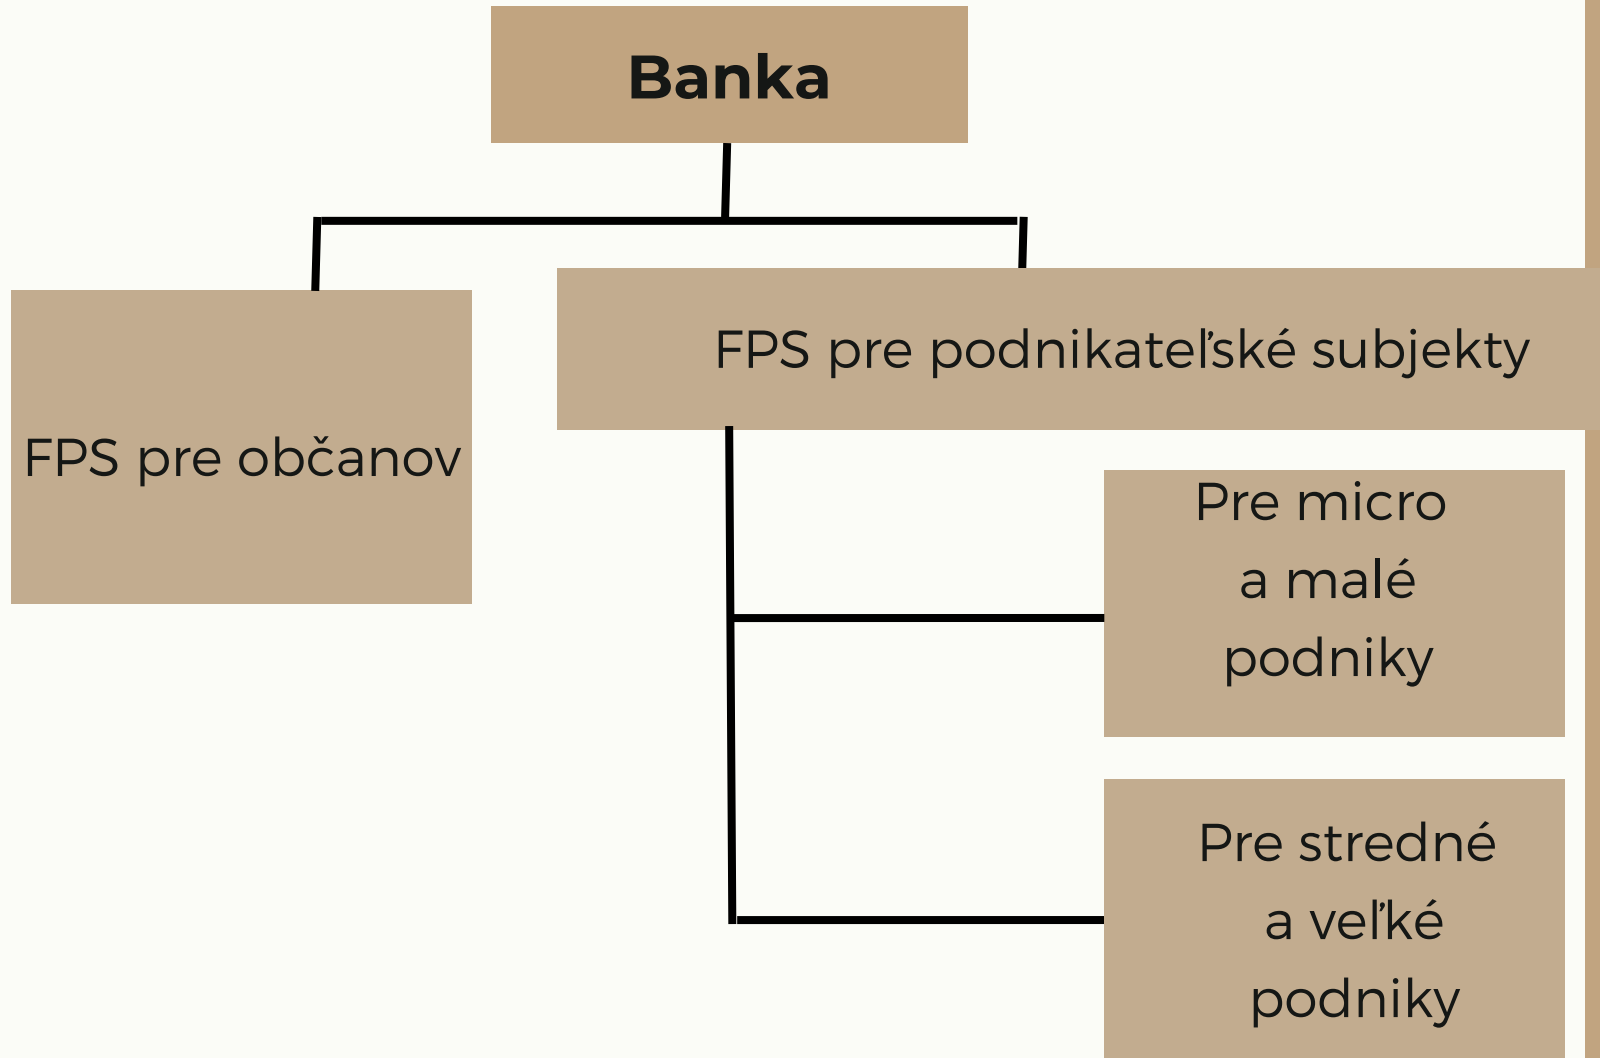 Banka
FPS pre občanov
FPS pre podnikateľské subjekty
Pre micro
a malé
podniky
Pre stredné
a veľké
podniky